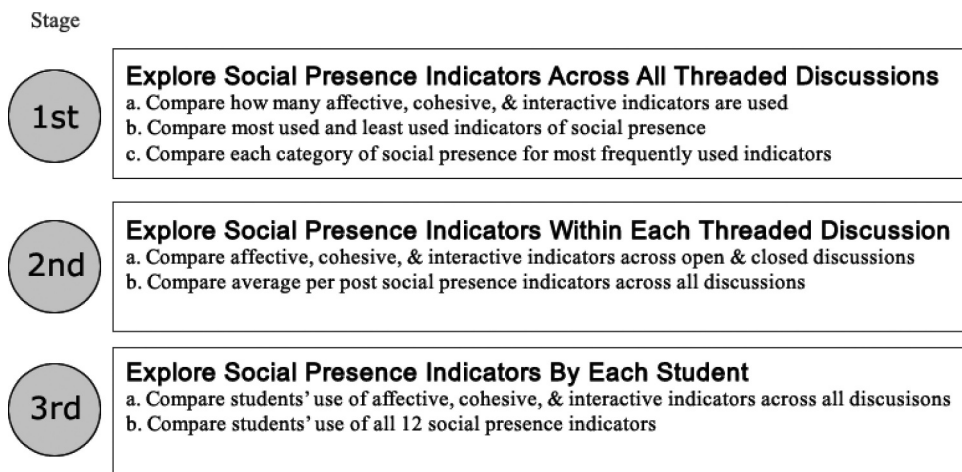 Stage
1st
Explore Social Presence Indicators Across All Threaded Discussions
a. Compare how many affective, cohesive, & interactive indicators are used
b. Compare most used and least used indicators of social presence
c. Compare each category of social presence for most frequently used indicators
2nd
Explore Social Presence Indicators Within Each Threaded Discussion
a. Compare affective, cohesive, & interactive indicators across open & closed discussions
b. Compare average per post social presence indicators across all discussions
3rd
Explore Social Presence Indicators By Each Student
a. Compare students' use of affective, cohesive, & interactive indicators across all discusisons
b. Compare students' use of all 12 social presence indicators